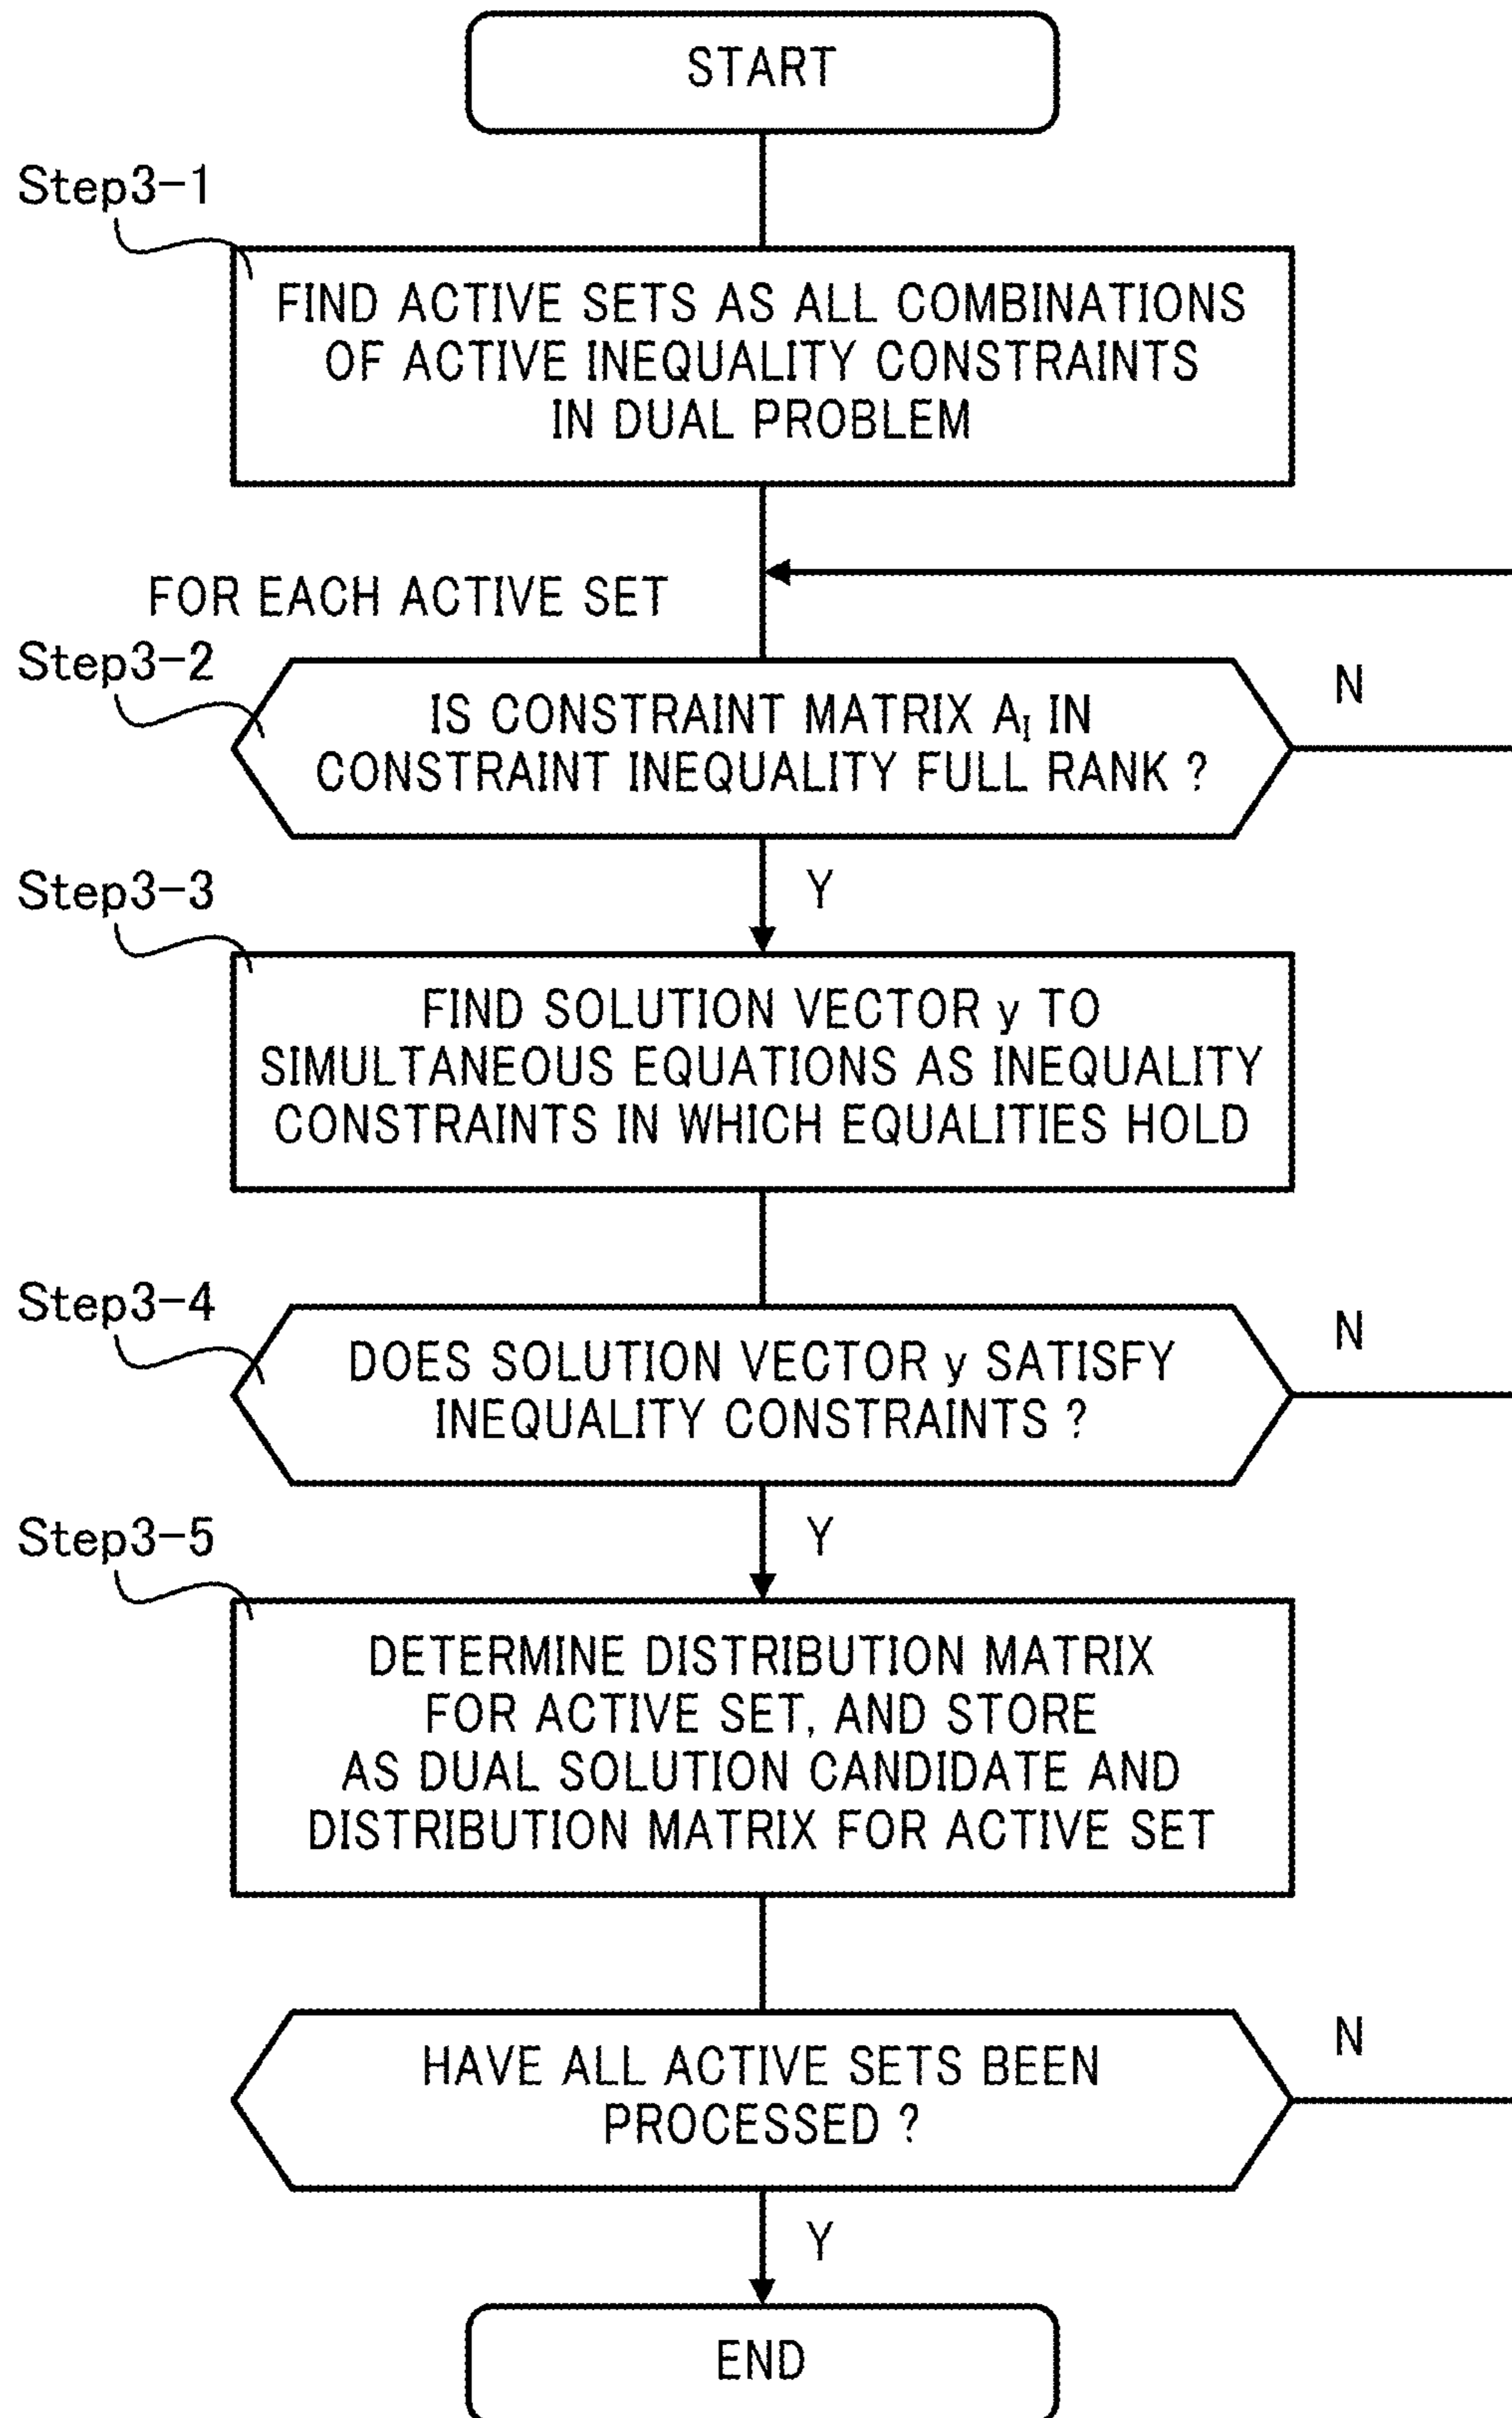 START
Step3-1
FIND ACTIVE SETS AS ALL COMBINATIONS
OF ACTIVE INEQUALITY CONSTRAINTS
IN DUAL PROBLEM
FOR EACH ACTIVE SET
Step3-2
N
IS CONSTRAINT MATRIX A_I IN
CONSTRAINT INEQUALITY FULL RANK ?
Y
Step3-3
FIND SOLUTION VECTOR y TO
SIMULTANEOUS EQUATIONS AS INEQUALITY
CONSTRAINTS IN WHICH EQUALITIES HOLD
Step3-4
N
DOES SOLUTION VECTOR y SATISFY
INEQUALITY CONSTRAINTS ?
Y
Step3-5
DETERMINE DISTRIBUTION MATRIX
FOR ACTIVE SET, AND STORE
AS DUAL SOLUTION CANDIDATE AND
DISTRIBUTION MATRIX FOR ACTIVE SET
N
HAVE ALL ACTIVE SETS BEEN
PROCESSED ?
Y
END